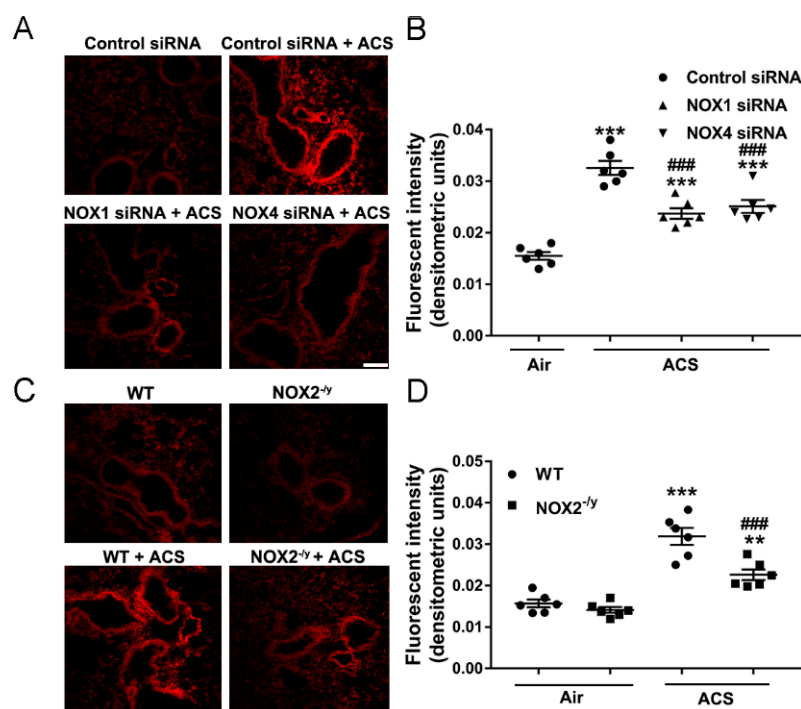 A
Control siRNA
Control siRNA + ACS
NOX1 siRNA + ACS
NOX4 siRNA + ACS
B
Control siRNA
NOX1 siRNA
NOX4 siRNA
Fluorescent intensity
(densitometric units)
0.04
0.03
0.02
0.01
0.00
***
###
***
###
***
Air
ACS
C
WT
NOX2-/y
WT + ACS
NOX2-/y + ACS
D
WT
NOX2-/y
Fluorescent intensity
(densitometric units)
0.05
0.04
0.03
0.02
0.01
0.00
***
###
**
Air
ACS